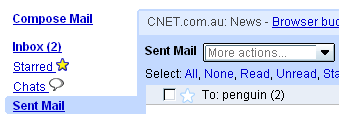 Compose Mail
Inbox (2)
Starred
Chats
Sent Mail
CNET.com.au: News - Browser bug
Sent Mail More actions...
Select: All, None, Read, Unread, Sta
To: penguin (2)